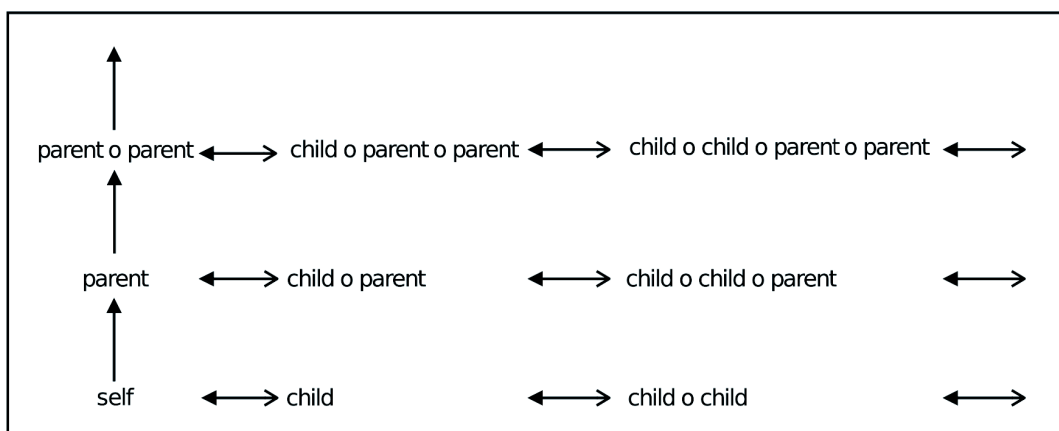 parent o parent child o parent o parent child o child o parent o parent
parent child o parent child o child o parent
self child child o child